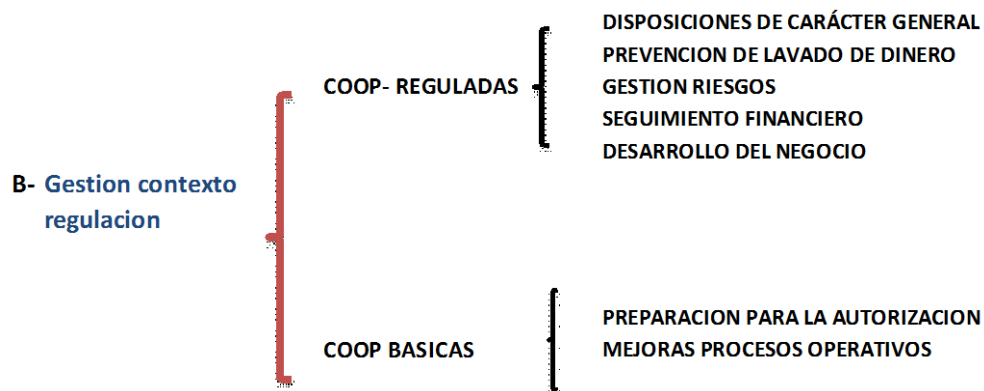 B- Gestion contexto
regulacion
COOP- REGULADAS
DISPOSICIONES DE CARÁCTER GENERAL
PREVENCION DE LAVADO DE DINERO
GESTION RIESGOS
SEGUIMIENTO FINANCIERO
DESARROLLO DEL NEGOCIO
COOP BASICAS
PREPARACION PARA LA AUTORIZACION
MEJORAS PROCESOS OPERATIVOS